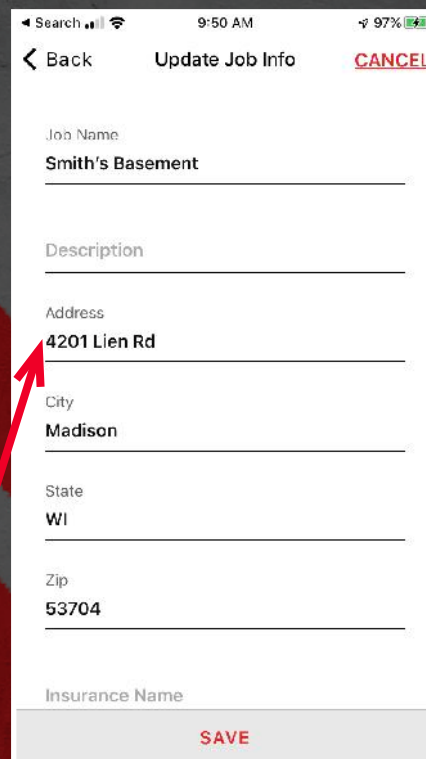 Search 9:50 AM 97%
Back Update Job Info CANCEL
Job Name
Smith's Basement
Description
Address
4201 Lien Rd
City
Madison
State
WI
Zip
53704
Insurance Name
SAVE